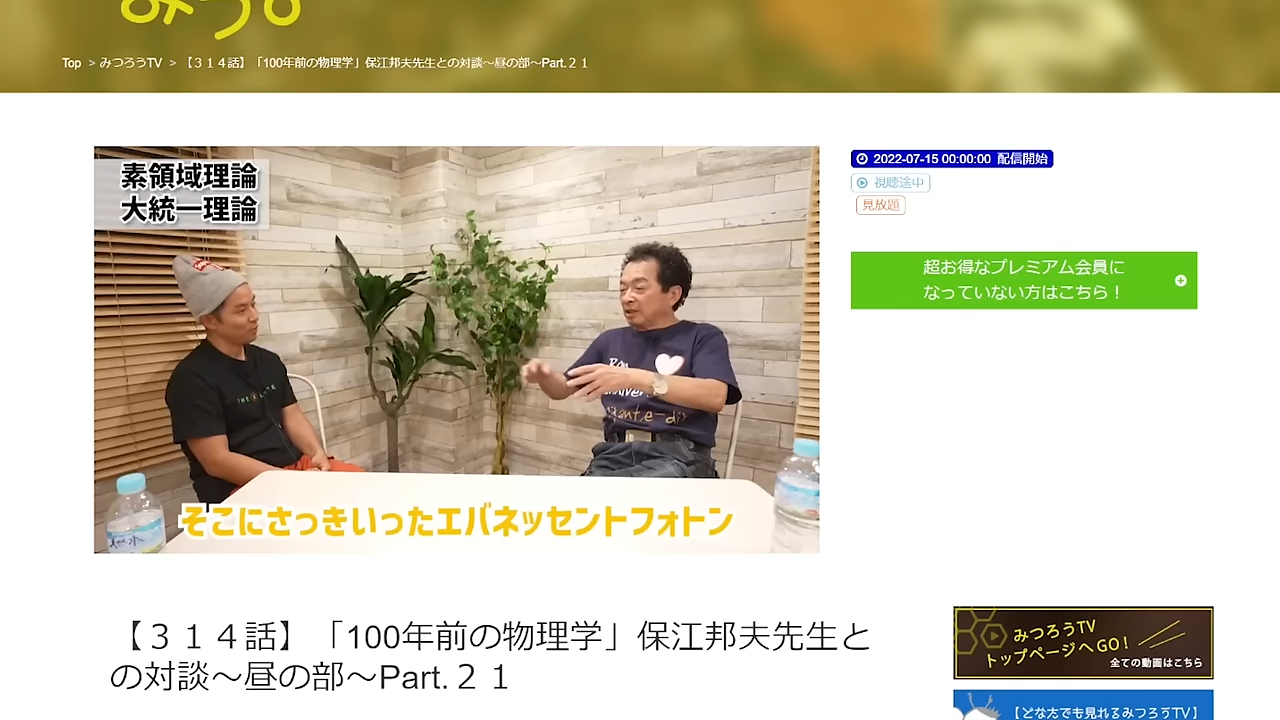 みつろ
Top > みつろうTV > 【３１４話】「100年前の物理学」保江邦夫先生との対談～昼の部～Part.２１
素領域理論
大統一理論
そこにさっきいったエバネッセントフォトン
2022-07-15 00:00:00 配信開始
視聴途中
見放題
超お得なプレミアム会員に
なっていない方はこちら！
【３１４話】「100年前の物理学」保江邦夫先生と
の対談～昼の部～Part.２１
みつろうTV
トップページへGO！
全ての動画はこちら
【どなたでも見れるみつろうTV】